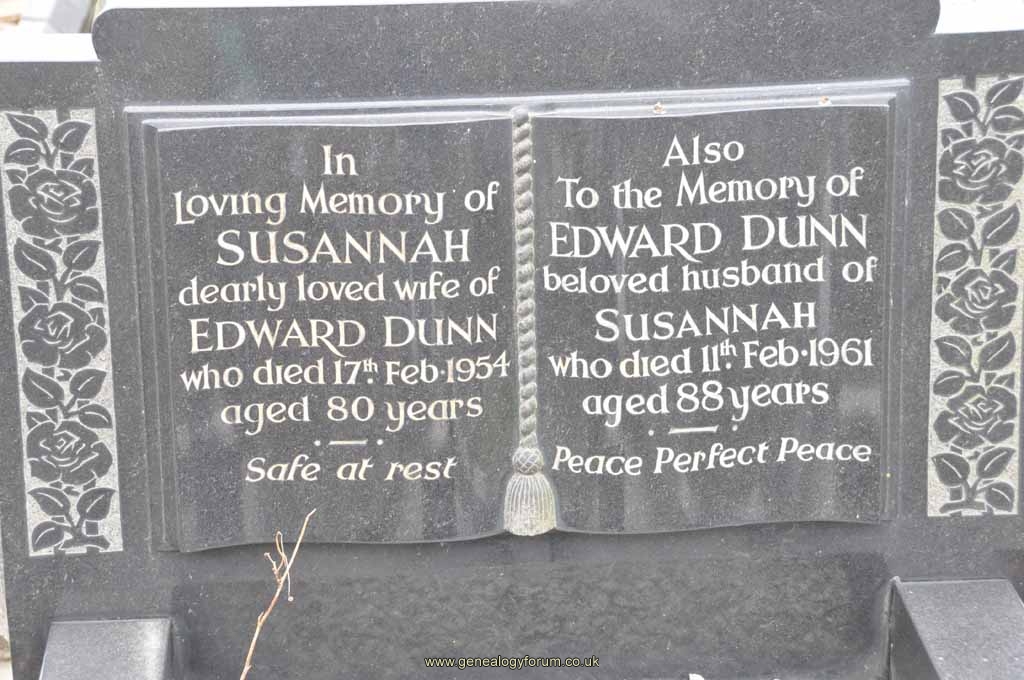 In
Loving Memory of
SUSANNAH
dearly loved wife of
EDWARD DUNN
who died 17th. Feb·1954
aged 80 years
Safe at rest
Also
To the Memory of
EDWARD DUNN
beloved husband of
SUSANNAH
who died 11th. Feb·1961
aged 88 years
Peace Perfect Peace
www.genealogyforum.co.uk